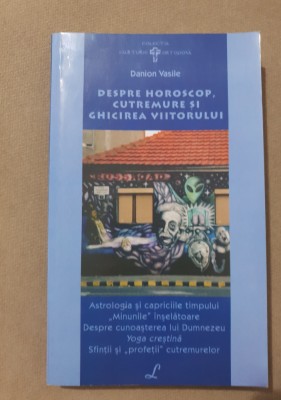 Danion Vasile
DESPRE HOROSCOP,
CUTREMURE ȘI
GHICIREA VIITORULUI
Astrologia și capriciile timpului
„Minunile” înșelătoare
Despre cunoașterea lui Dumnezeu
Yoga creștină
Sfinții și „profeții” cutremurelor
L